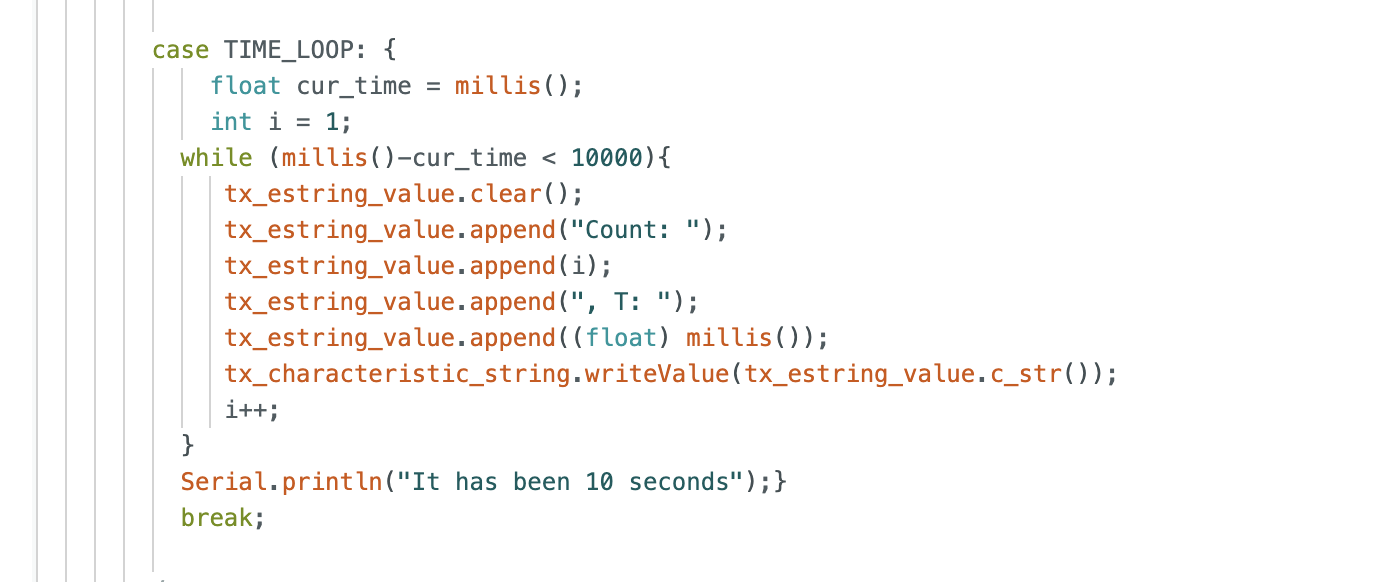 case TIME_LOOP: {
float cur_time = millis();
int i = 1;
while (millis()-cur_time < 10000){
tx_estring_value.clear();
tx_estring_value.append("Count: ");
tx_estring_value.append(i);
tx_estring_value.append(", T: ");
tx_estring_value.append((float) millis());
tx_characteristic_string.writeValue(tx_estring_value.c_str());
i++;
}
Serial.println("It has been 10 seconds");}
break;